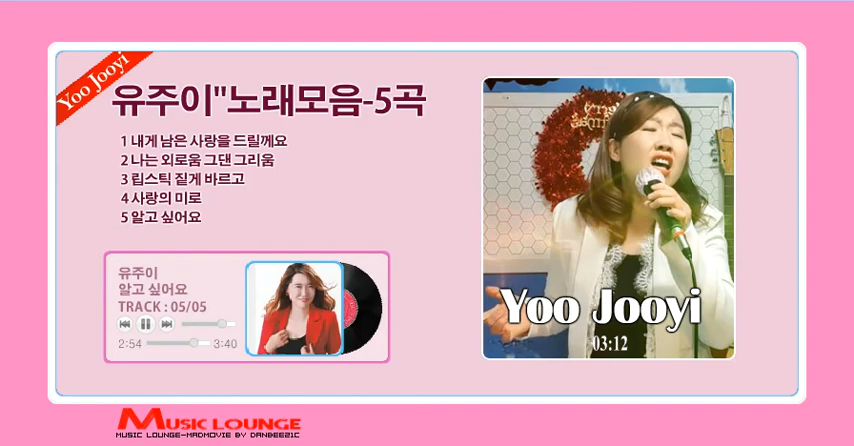 Yoo Jooyi
유주이"노래모음-5곡
1 내게 남은 사랑을 드릴께요
2 나는 외로움 그댄 그리움
3 립스틱 짙게 바르고
4 사랑의 미로
5 알고 싶어요
유주이
알고 싶어요
TRACK : 05/05
2:54 3:40
Yoo Jooyi
03:12
MUSIC LOUNGE
MUSIC LOUNGE-MADMOVIE BY DANBEE21C